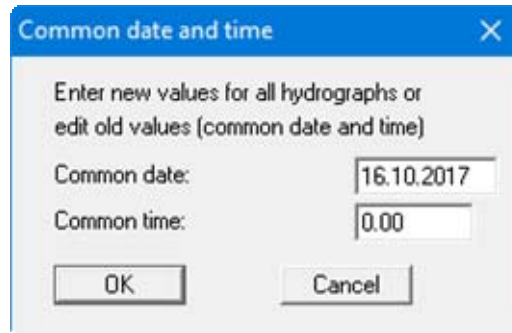 Common date and time
Enter new values for all hydrographs or
edit old values (common date and time)
Common date: 16.10.2017
Common time: 0.00
OK Cancel